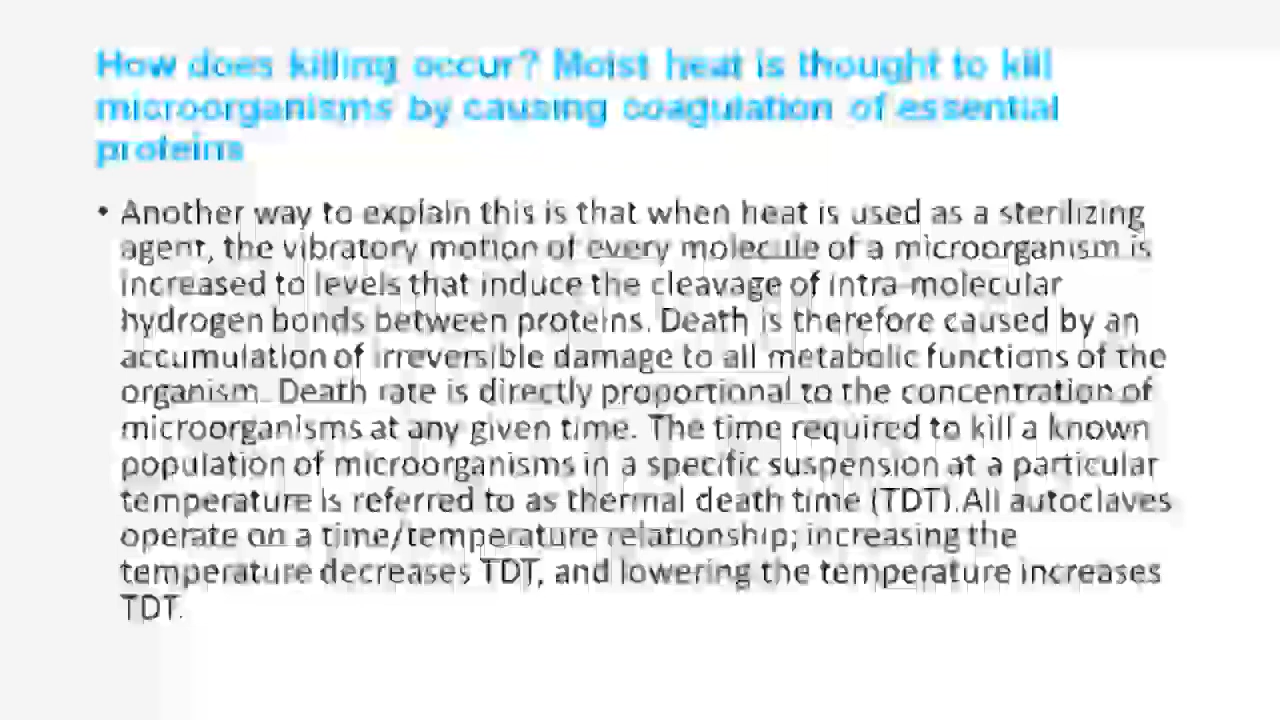 How does killing occur? Moist heat is thought to kill
microorganisms by causing coagulation of essential
proteins
• Another way to explain this is that when heat is used as a sterilizing
agent, the vibratory motion of every molecule of a microorganism is
increased to levels that induce the cleavage of intra-molecular
hydrogen bonds between proteins. Death is therefore caused by an
accumulation of irreversible damage to all metabolic functions of the
organism. Death rate is directly proportional to the concentration of
microorganisms at any given time. The time required to kill a known
population of microorganisms in a specific suspension at a particular
temperature is referred to as thermal death time (TDT).All autoclaves
operate on a time/temperature relationship; increasing the
temperature decreases TDT, and lowering the temperature increases
TDT.